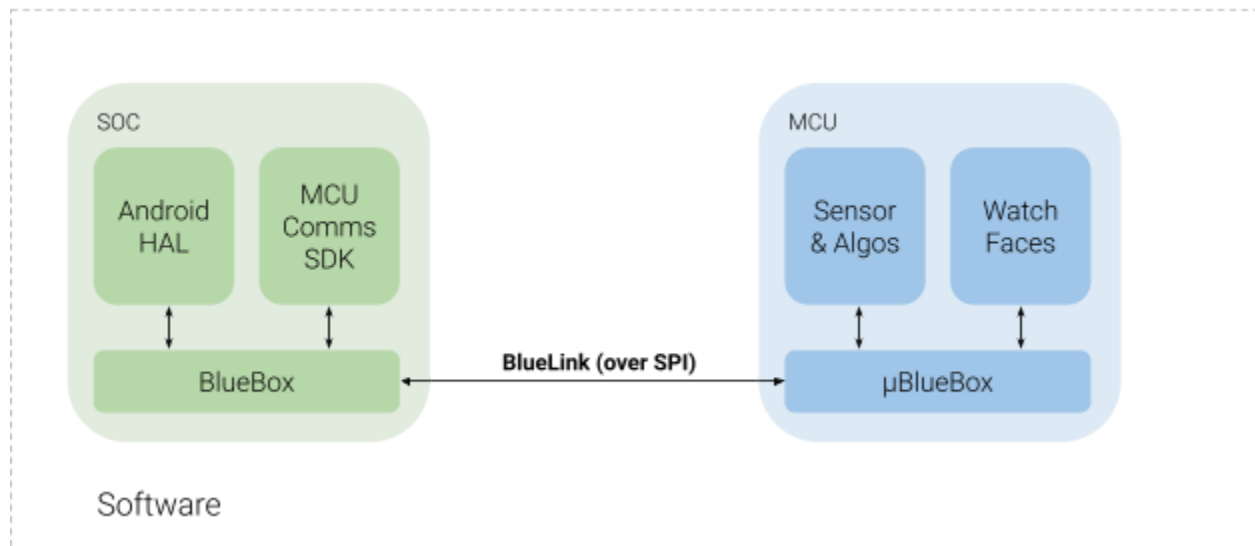 SOC
Android
HAL
MCU
Comms
SDK
BlueBox
BlueLink (over SPI)
MCU
Sensor
& Algos
Watch
Faces
µBlueBox
Software